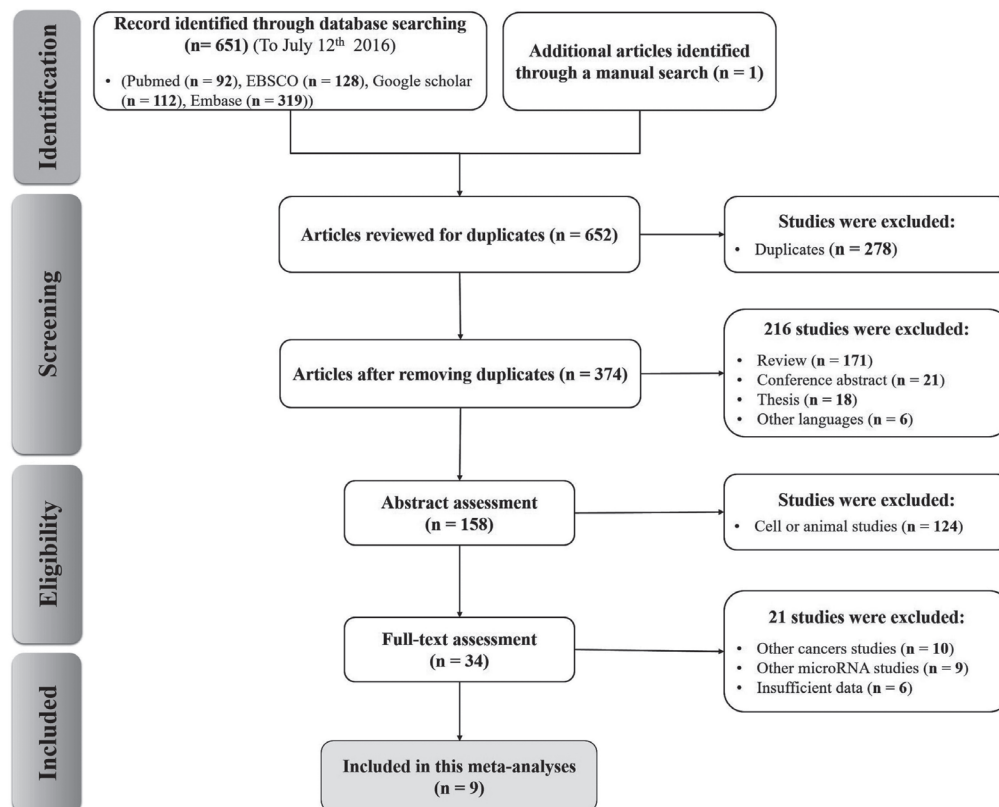 Identification
Record identified through database searching
(n= 651) (To July 12th 2016)
• (Pubmed (n = 92), EBSCO (n = 128), Google scholar
(n = 112), Embase (n = 319))
Additional articles identified
through a manual search (n = 1)
Screening
Articles reviewed for duplicates (n = 652)
Studies were excluded:
• Duplicates (n = 278)
Articles after removing duplicates (n = 374)
216 studies were excluded:
• Review (n = 171)
• Conference abstract (n = 21)
• Thesis (n = 18)
• Other languages (n = 6)
Eligibility
Abstract assessment
(n = 158)
Studies were excluded:
• Cell or animal studies (n = 124)
Full-text assessment
(n = 34)
21 studies were excluded:
• Other cancers studies (n = 10)
• Other microRNA studies (n = 9)
• Insufficient data (n = 6)
Included
Included in this meta-analyses
(n = 9)